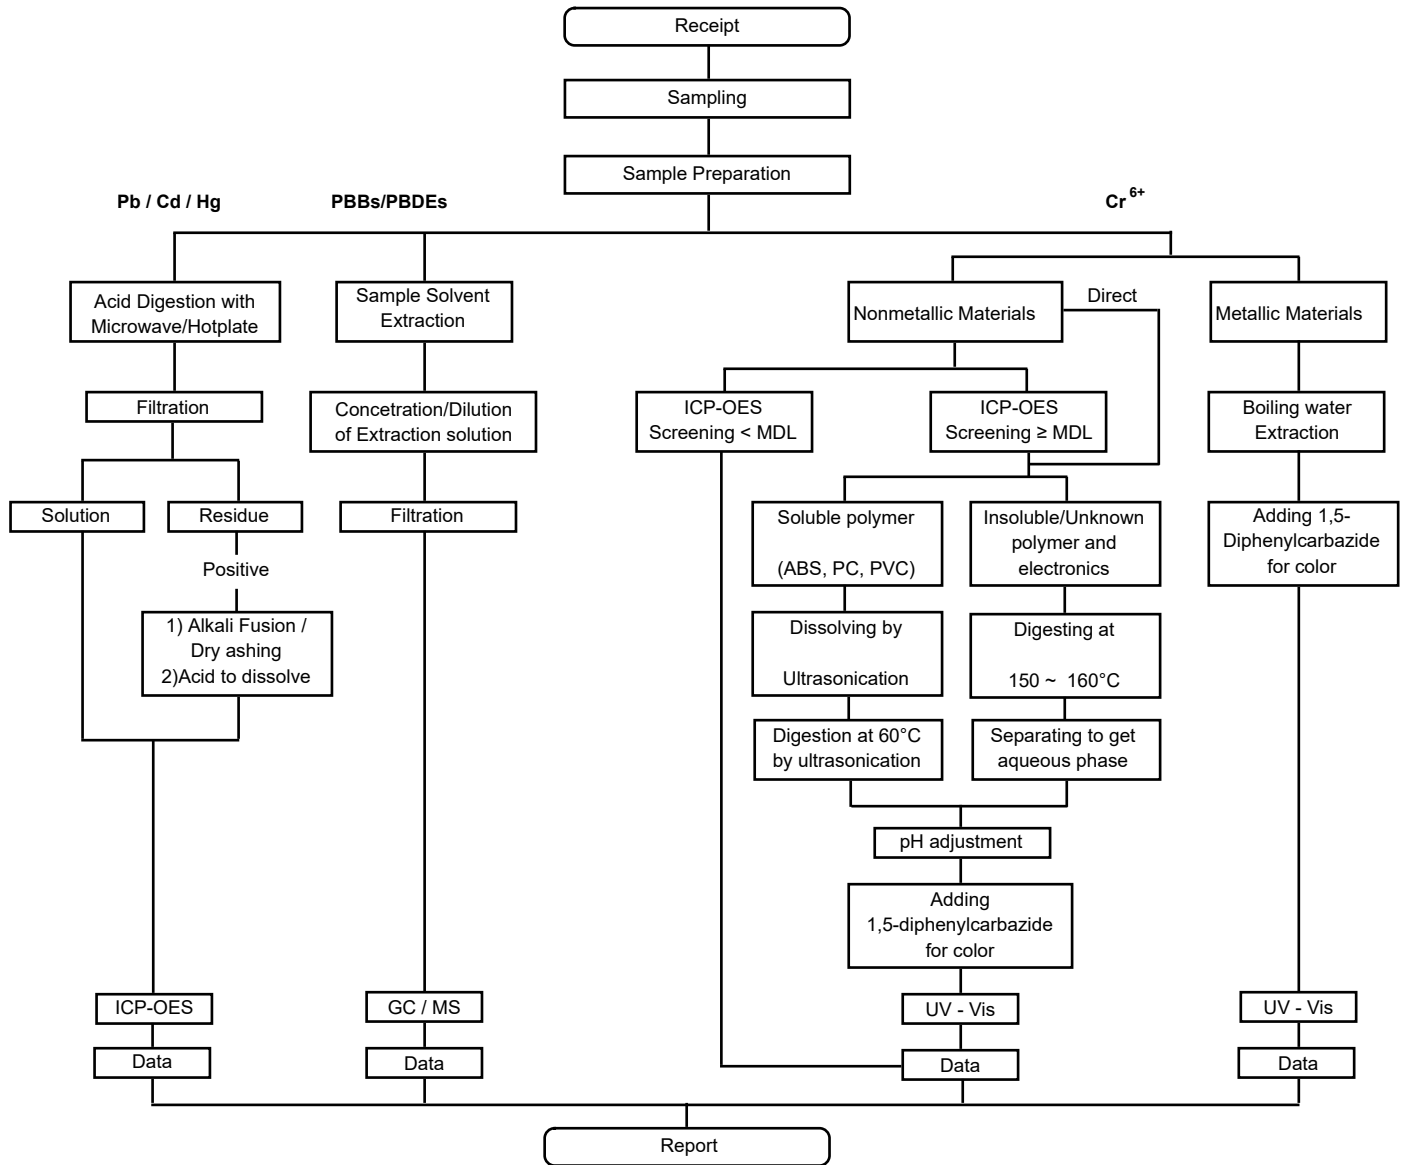 Receipt
Sampling
Sample Preparation
Pb / Cd / Hg
PBBs/PBDEs
Cr 6+
Acid Digestion with
Microwave/Hotplate
Sample Solvent
Extraction
Nonmetallic Materials
Direct
Metallic Materials
Filtration
Concetration/Dilution
of Extraction solution
ICP-OES
Screening < MDL
ICP-OES
Screening ≥ MDL
Boiling water
Extraction
Solution
Residue
Filtration
Soluble polymer
(ABS, PC, PVC)
Insoluble/Unknown
polymer and
electronics
Adding 1,5-
Diphenylcarbazide
for color
Positive
1) Alkali Fusion /
Dry ashing
2)Acid to dissolve
Dissolving by
Ultrasonication
Digesting at
150 ~ 160°C
Digestion at 60°C
by ultrasonication
Separating to get
aqueous phase
pH adjustment
Adding
1,5-diphenylcarbazide
for color
ICP-OES
GC / MS
UV - Vis
UV - Vis
Data
Data
Data
Data
Report